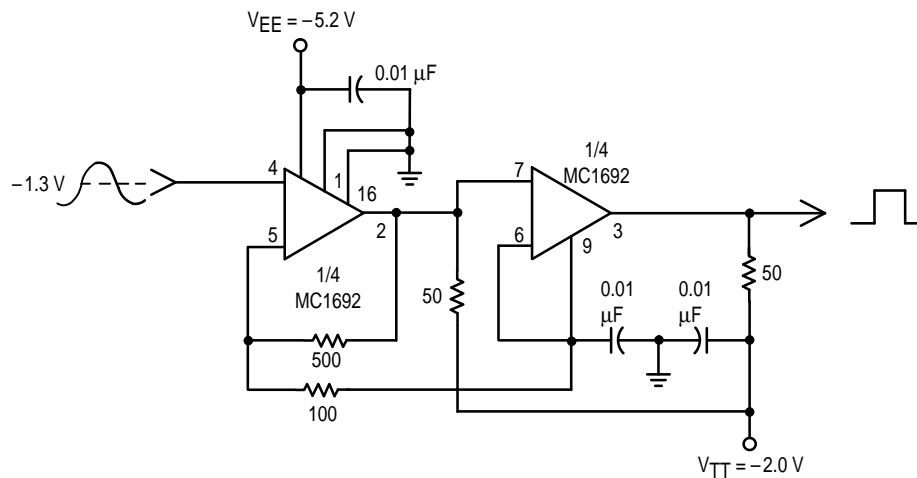 VEE = −5.2 V
0.01 µF
−1.3 V
4
1
16
5
2
1/4
MC1692
500
100
50
7
6
1/4
MC1692
9
3
0.01
µF
0.01
µF
50
VTT = −2.0 V